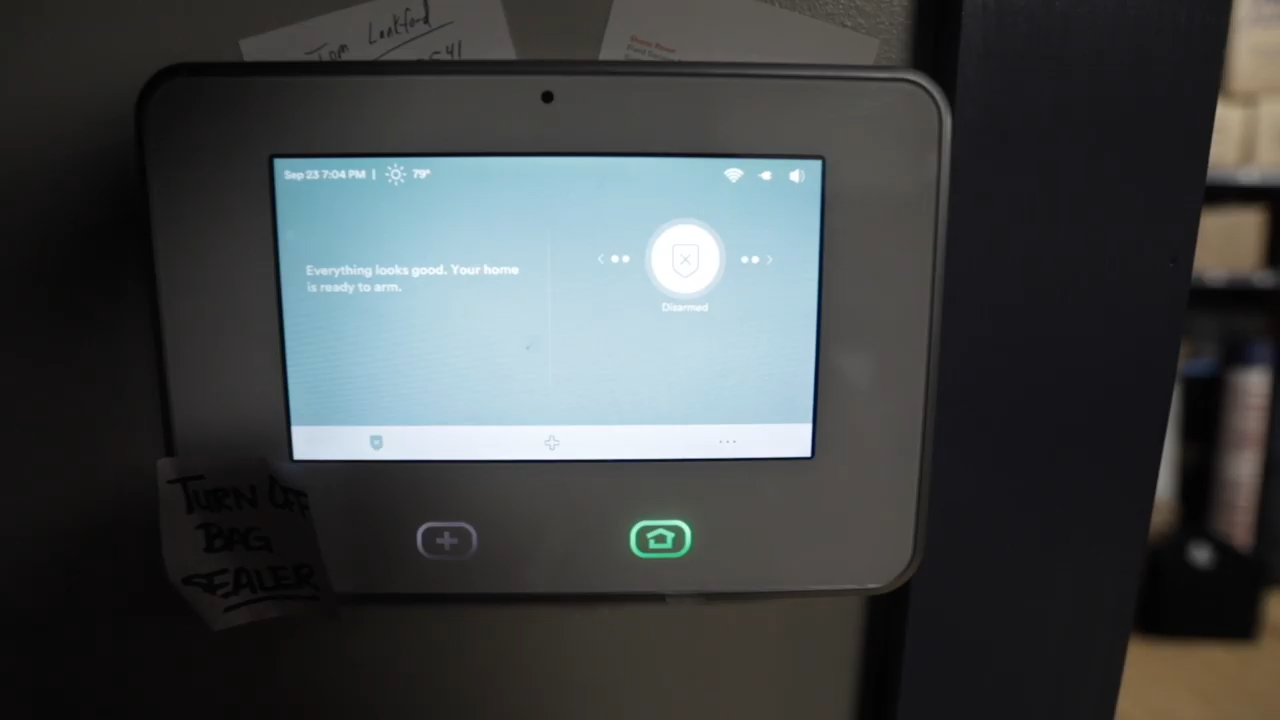 Tom Lankford
Sep 23 7:04 PM | 79°
Everything looks good. Your home
is ready to arm.
Disarmed
TURN OFF
BAG
SEALER